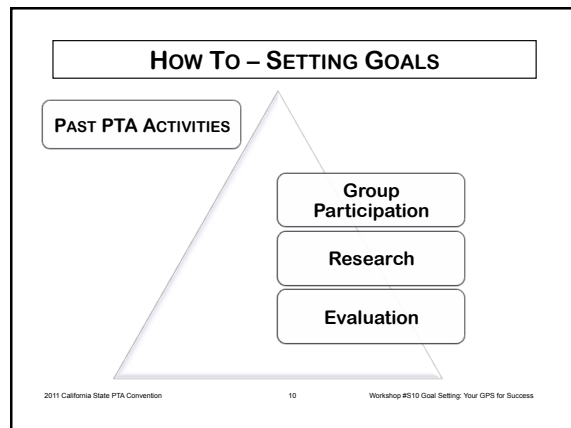 HOW TO – SETTING GOALS
PAST PTA ACTIVITIES
Group
Participation
Research
Evaluation
2011 California State PTA Convention
10
Workshop #S10 Goal Setting: Your GPS for Success